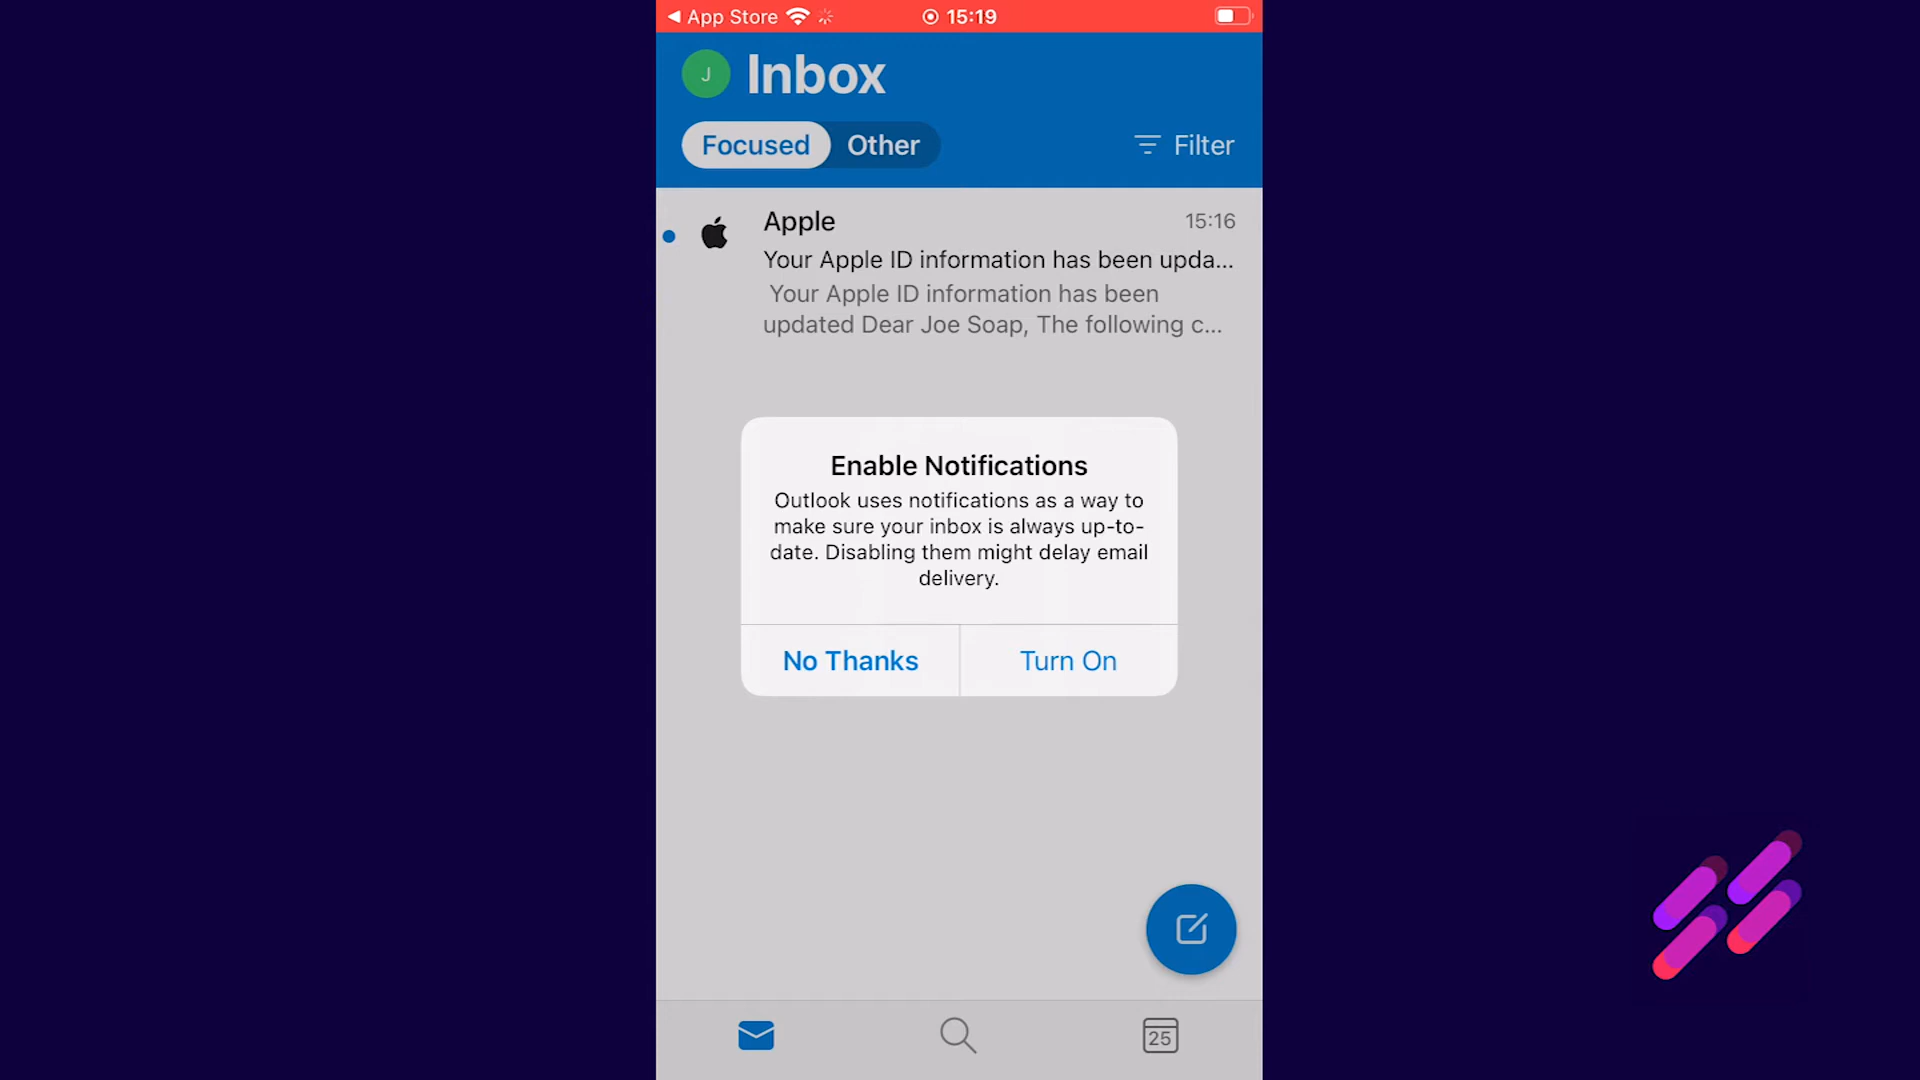 App Store 15:19
J Inbox
Focused Other Filter
Apple 15:16
Your Apple ID information has been upda...
Your Apple ID information has been
updated Dear Joe Soap, The following c...
Enable Notifications
Outlook uses notifications as a way to
make sure your inbox is always up-to-
date. Disabling them might delay email
delivery.
No Thanks Turn On
25